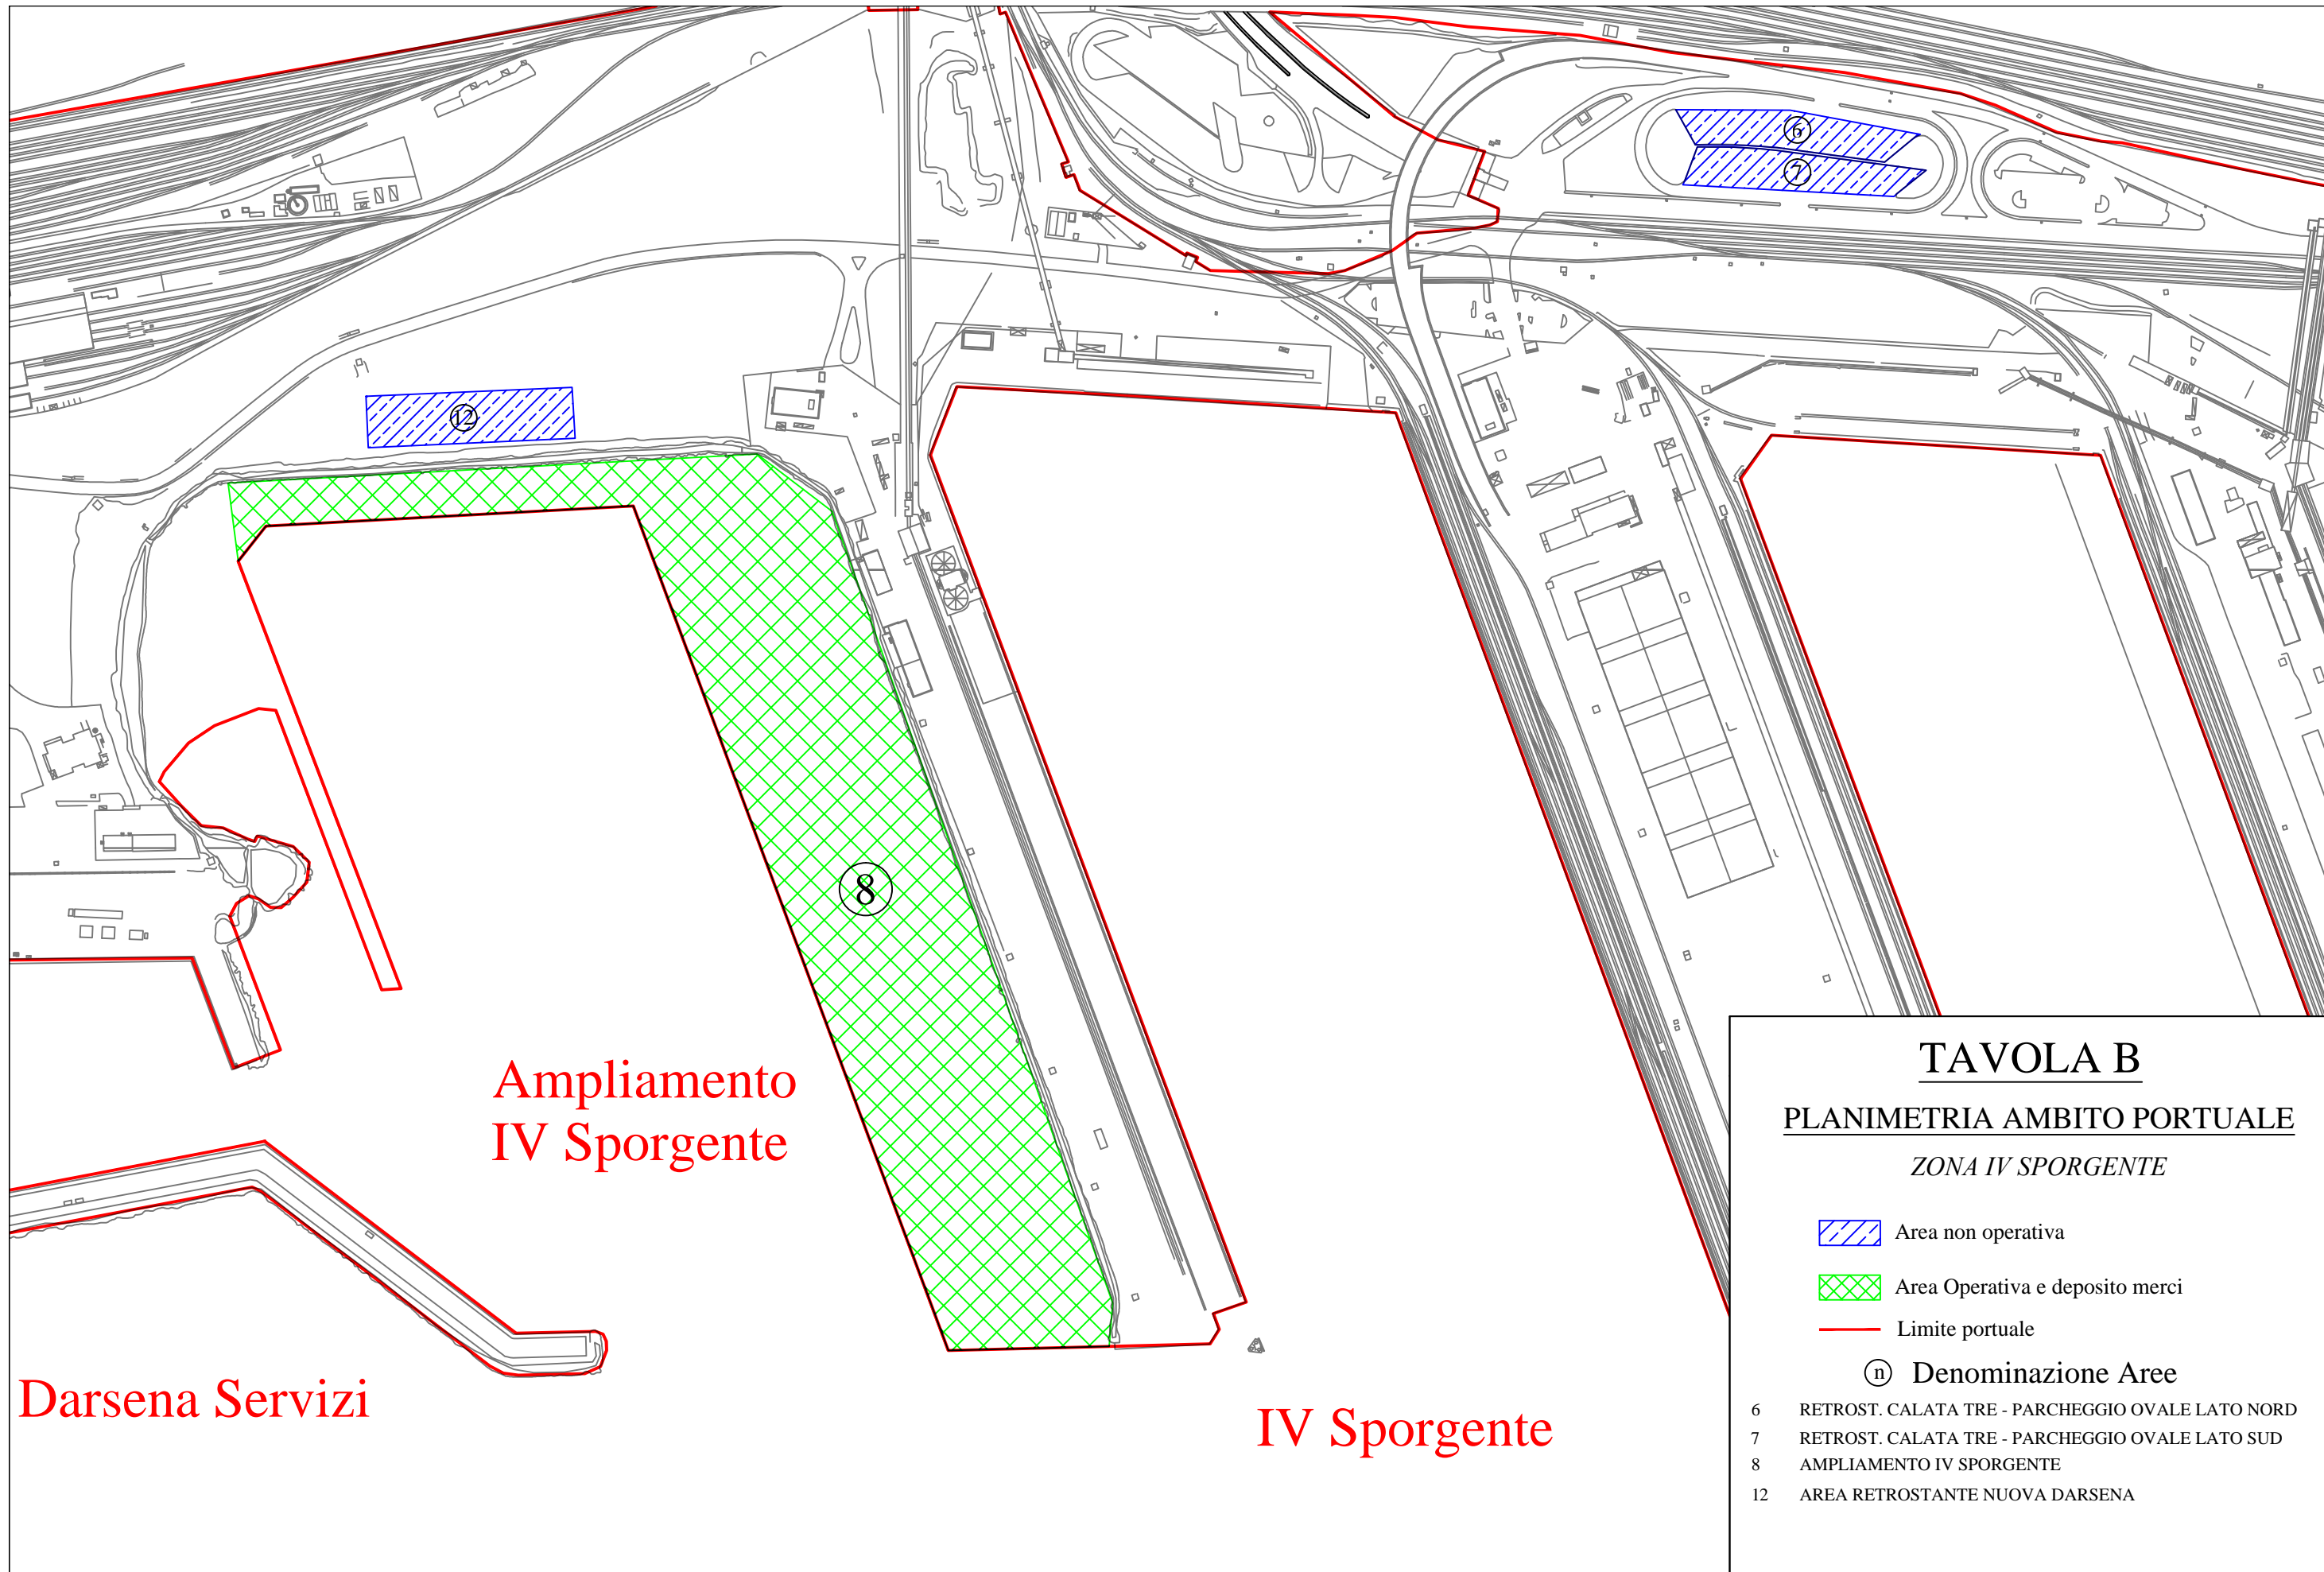 6
7
12
8
Ampliamento
IV Sporgente
Darsena Servizi
IV Sporgente
TAVOLA B
PLANIMETRIA AMBITO PORTUALE
ZONA IV SPORGENTE
Area non operativa
Area Operativa e deposito merci
Limite portuale
n Denominazione Aree
6 RETROST. CALATA TRE - PARCHEGGIO OVALE LATO NORD
7 RETROST. CALATA TRE - PARCHEGGIO OVALE LATO SUD
8 AMPLIAMENTO IV SPORGENTE
12 AREA RETROSTANTE NUOVA DARSENA